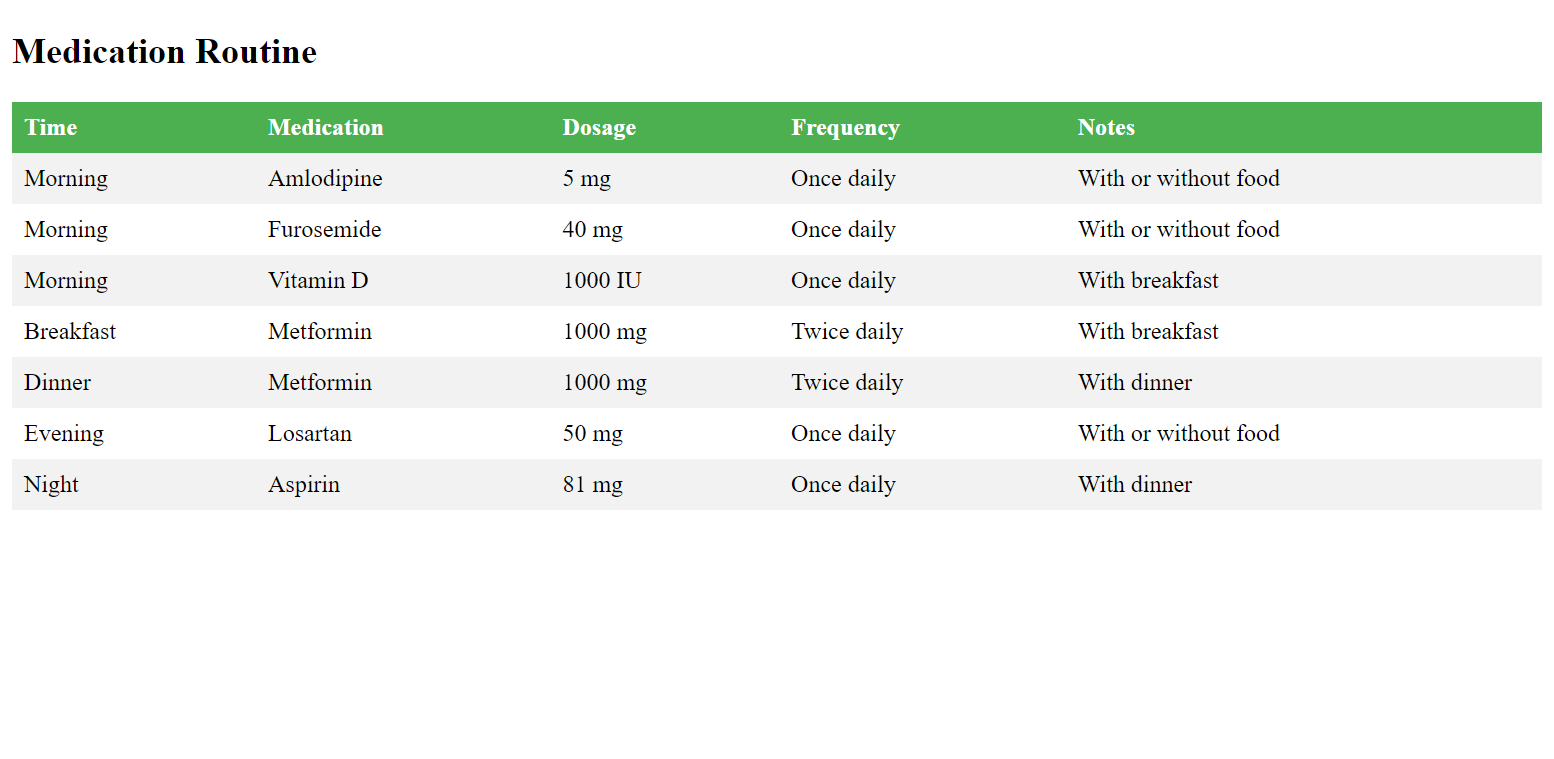 Medication Routine
Time Medication Dosage Frequency Notes
Morning Amlodipine 5 mg Once daily With or without food
Morning Furosemide 40 mg Once daily With or without food
Morning Vitamin D 1000 IU Once daily With breakfast
Breakfast Metformin 1000 mg Twice daily With breakfast
Dinner Metformin 1000 mg Twice daily With dinner
Evening Losartan 50 mg Once daily With or without food
Night Aspirin 81 mg Once daily With dinner